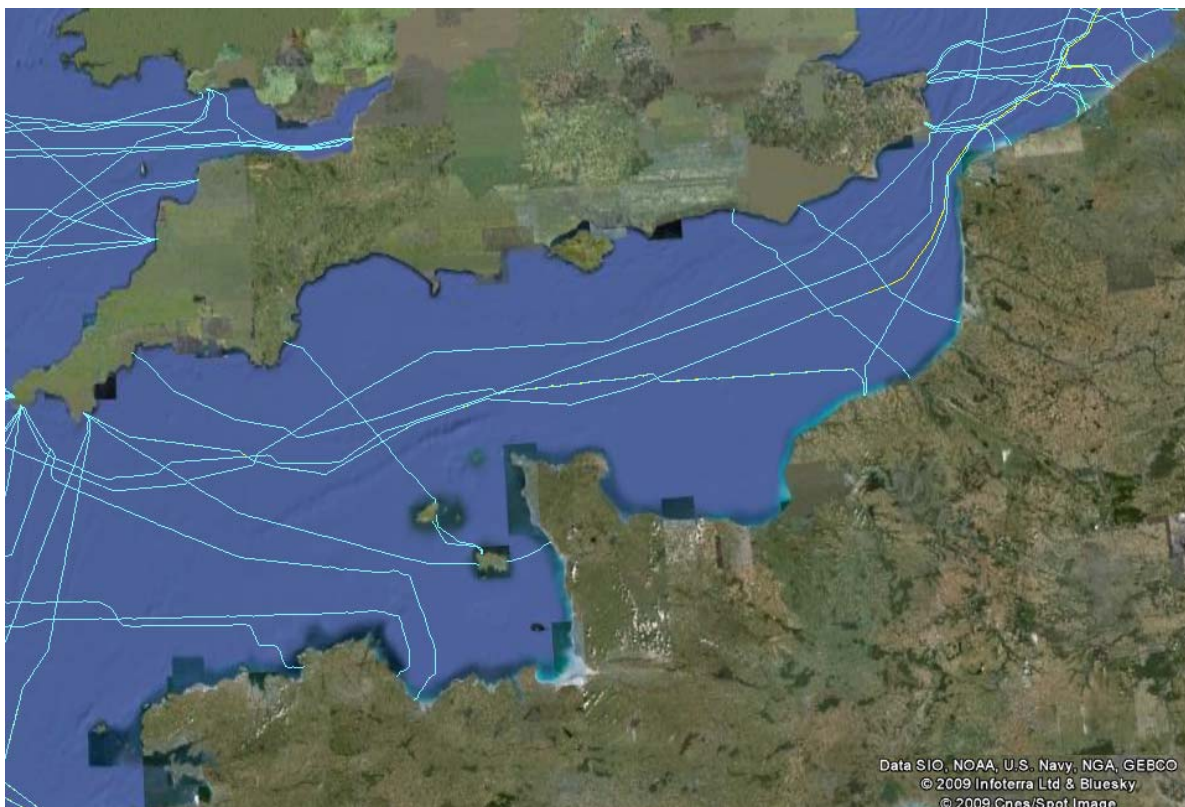 Data SIO, NOAA, U.S. Navy, NGA, GEBCO
© 2009 Infoterra Ltd & Bluesky
© 2009 Cnes/Spot Image